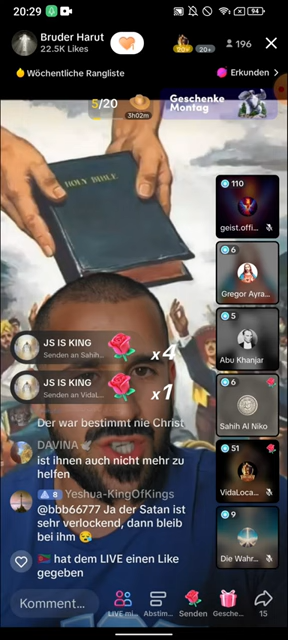 20:29
94
Bruder Harut
22.5K Likes
20+
196
Wöchentliche Rangliste
Erkunden >
5/20
3h02m
Geschenke
Montag
HOLY BIBLE
110
geist.offi...
6
Gregor Ayra...
5
Abu Khanjar
6
Sahih Al Niko
51
VidaLoca...
9
Die Wahr...
JS IS KING
Senden an Sahih...
x4
JS IS KING
Senden an VidaL...
x1
Der war bestimmt nie Christ
DAVINA
ist ihnen auch nicht mehr zu
helfen
8 Yeshua-KingOfKings
@bbb66777 Ja der Satan ist
sehr verlockend, dann bleib
bei ihm 😪
hat dem LIVE einen Like
gegeben
Kommen...
LIVE mi...
Abstim...
Senden
Gesche...
15